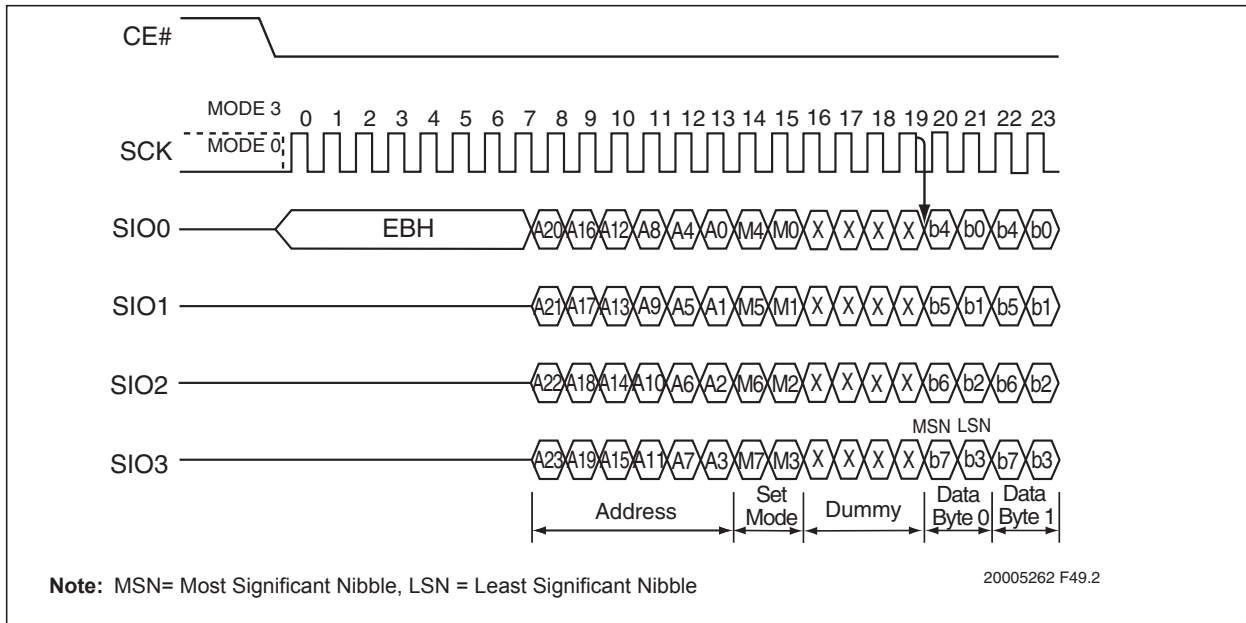 CE#
MODE 3
0 1 2 3 4 5 6 7 8 9 10 11 12 13 14 15 16 17 18 19 20 21 22 23
SCK
MODE 0
SIO0 EBH A20 A16 A12 A8 A4 A0 M4 M0 X X X X b4 b0 b4 b0
SIO1 A21 A17 A13 A9 A5 A1 M5 M1 X X X X b5 b1 b5 b1
SIO2 A22 A18 A14 A10 A6 A2 M6 M2 X X X X b6 b2 b6 b2
MSN LSN
SIO3 A23 A19 A15 A11 A7 A3 M7 M3 X X X X b7 b3 b7 b3
Address
Set
Mode
Dummy
Data
Byte 0
Data
Byte 1
Note: MSN= Most Significant Nibble, LSN = Least Significant Nibble
20005262 F49.2